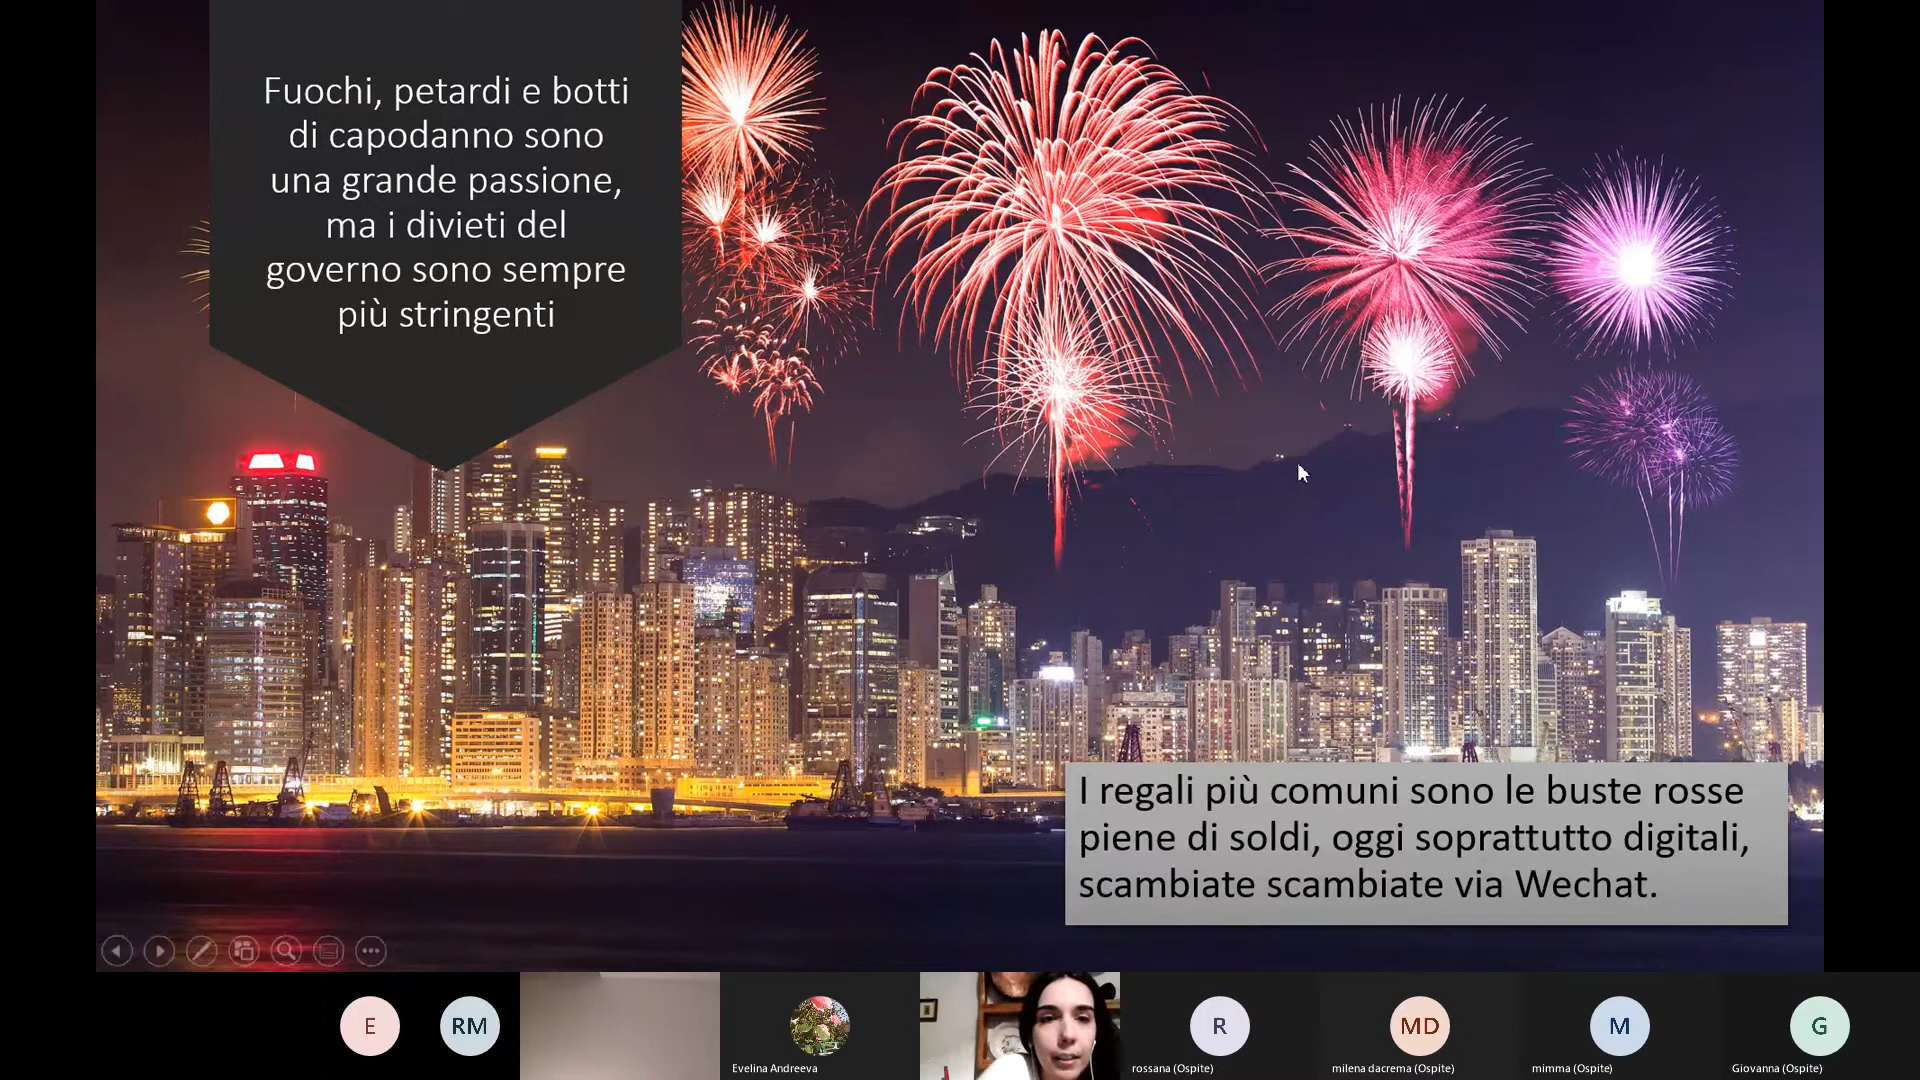 Fuochi, petardi e botti
di capodanno sono
una grande passione,
ma i divieti del
governo sono sempre
più stringenti
I regali più comuni sono le buste rosse
piene di soldi, oggi soprattutto digitali,
scambiate scambiate via Wechat.
E
RM
Evelina Andreeva
R
rossana (Ospite)
MD
milena dacrema (Ospite)
M
mimma (Ospite)
G
Giovanna (Ospite)